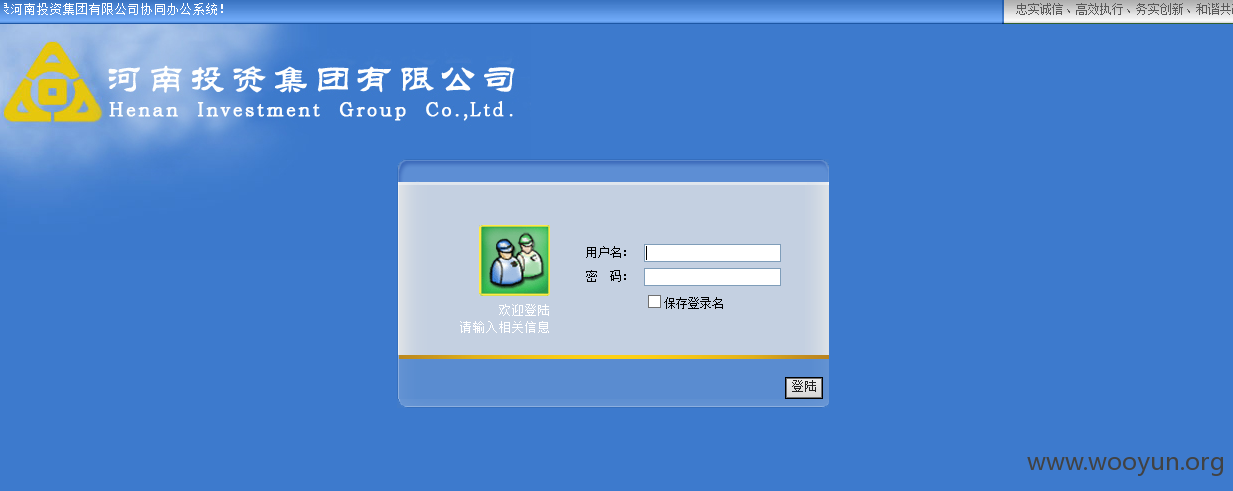 河南投资集团有限公司协同办公系统!
忠实诚信、高效执行、务实创新、和谐共
河南投资集团有限公司
Henan Investment Group Co.,Ltd.
用户名:
密 码:
保存登录名
欢迎登陆
请输入相关信息
登陆
www.wooyun.org